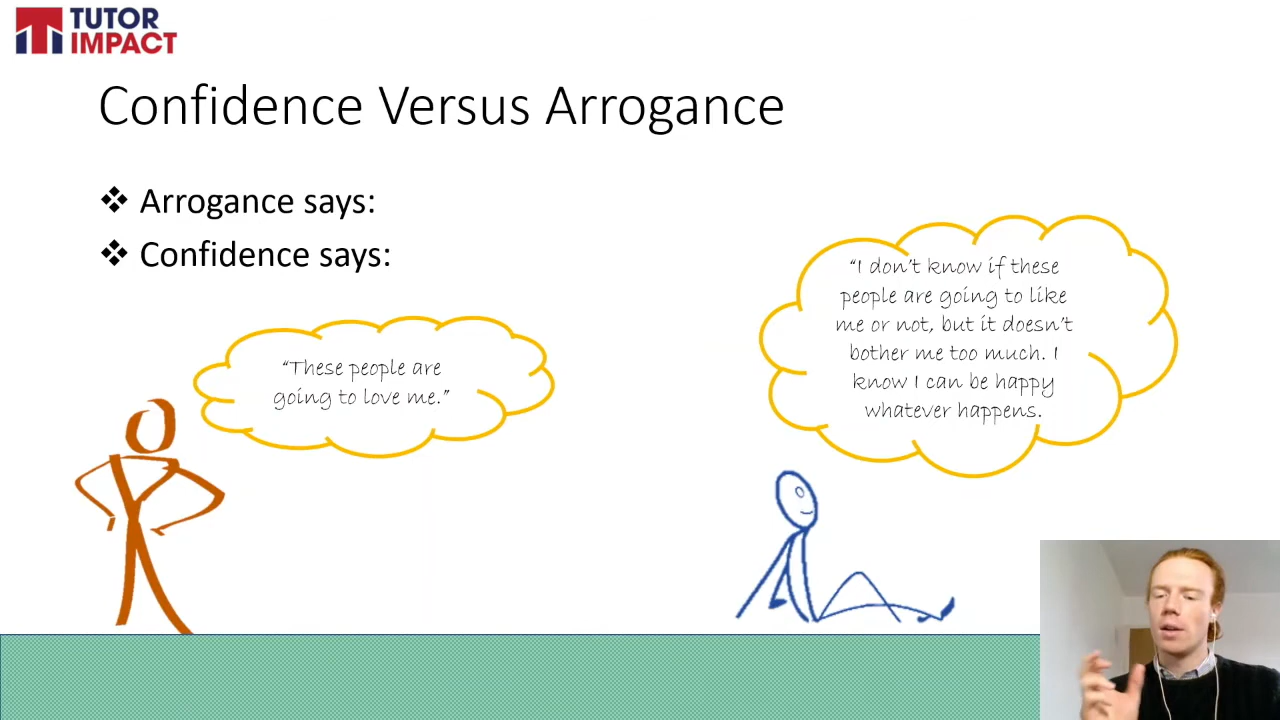 TUTOR
IMPACT
Confidence Versus Arrogance
❖ Arrogance says:
❖ Confidence says:
“These people are
going to love me.”
“I don’t know if these
people are going to like
me or not, but it doesn’t
bother me too much. I
know I can be happy
whatever happens.